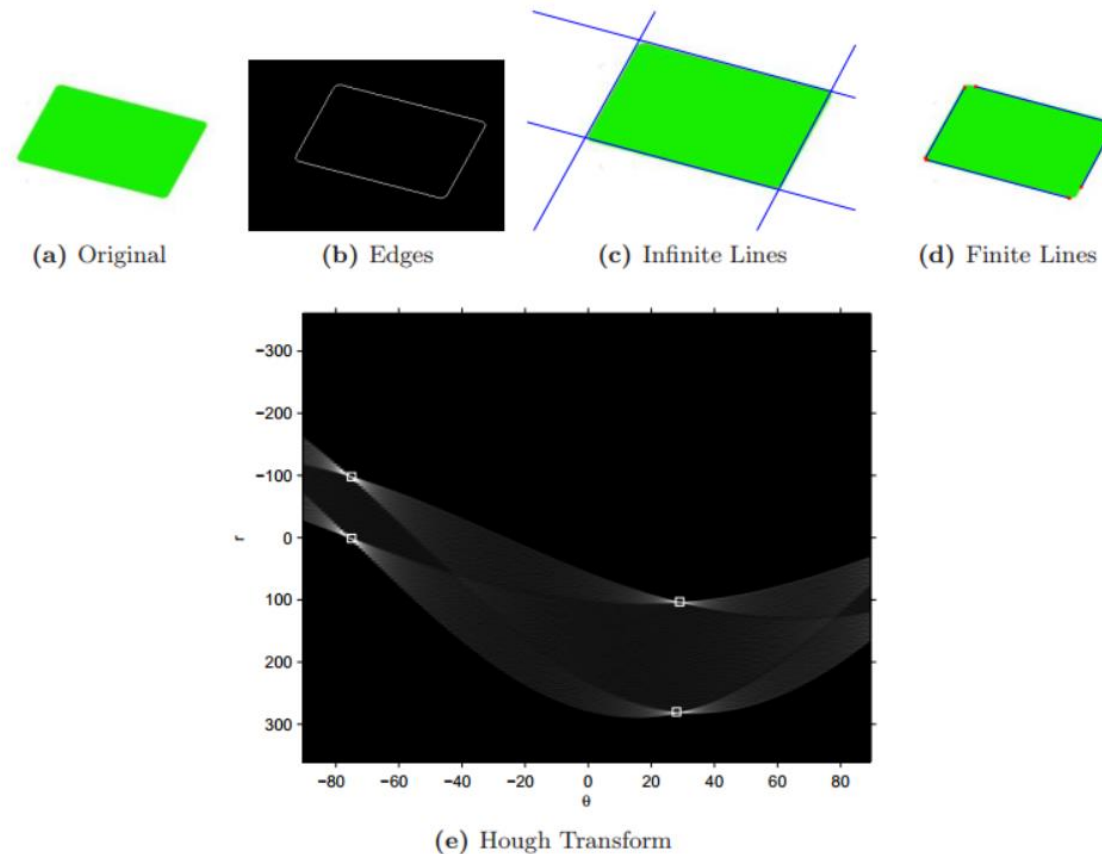 (a) Original
(b) Edges
(c) Infinite Lines
(d) Finite Lines
−300
−200
−100
0
100
200
300
r
−80
−60
−40
−20
0
20
40
60
80
θ
(e) Hough Transform